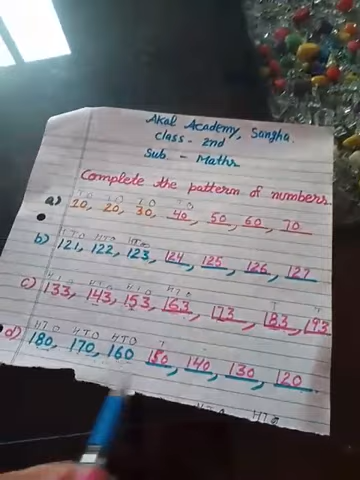 Akal Academy, Sangha.
Class - 2nd
Sub - Maths
Complete the pattern of numbers
T O T O T O T O
a) 10, 20, 30, 40, 50, 60, 70
H T O H T O H T O
b) 121, 122, 123, 124, 125, 126, 127
H T O H T O H T O H T O T T
c) 133, 143, 153, 163, 173, 183, 193
H T O H T O H T O T
d) 180, 170, 160 150, 140, 130, 120
H T O H T O